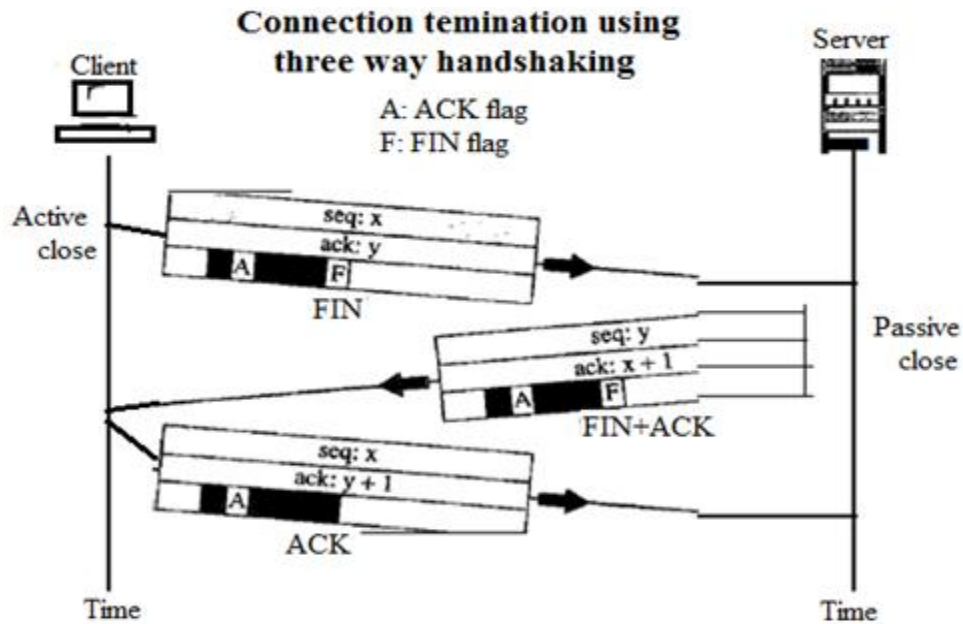 Connection temination using
three way handshaking
Client
Server
A: ACK flag
F: FIN flag
Active
close
seq: x
ack: y
A F
FIN
Passive
close
seq: y
ack: x + 1
A F
FIN+ACK
seq: x
ack: y + 1
A
ACK
Time
Time